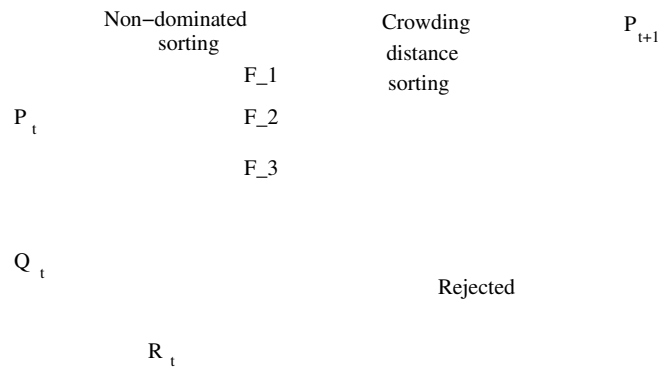 Non−dominated
sorting
Crowding
distance
sorting
P t+1
F_1
P t
F_2
F_3
Q t
Rejected
R t